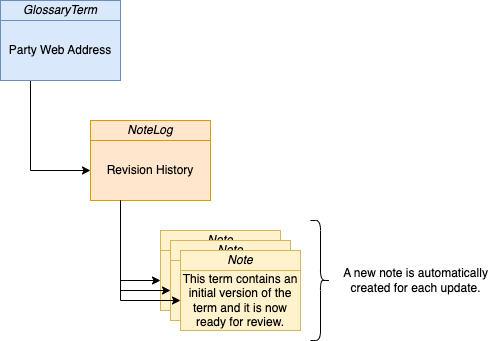 GlossaryTerm
Party Web Address
NoteLog
Revision History
Note
Note
Note
This term contains an
initial version of the
term and it is now
ready for review.
A new note is automatically
created for each update.